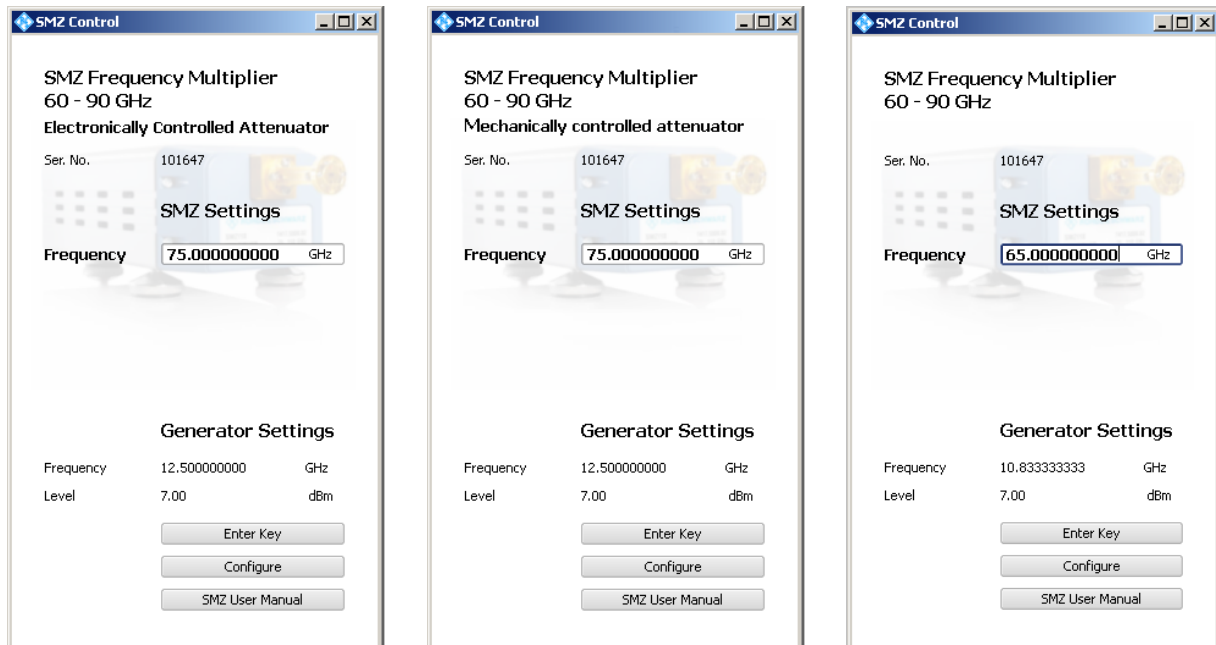 SMZ Control
SMZ Frequency Multiplier
60 - 90 GHz
Electronically Controlled Attenuator
Ser. No. 101647
SMZ Settings
Frequency 75.000000000 GHz
Generator Settings
Frequency 12.500000000 GHz
Level 7.00 dBm
Enter Key
Configure
SMZ User Manual
SMZ Control
SMZ Frequency Multiplier
60 - 90 GHz
Mechanically controlled attenuator
Ser. No. 101647
SMZ Settings
Frequency 75.000000000 GHz
Generator Settings
Frequency 12.500000000 GHz
Level 7.00 dBm
Enter Key
Configure
SMZ User Manual
SMZ Control
SMZ Frequency Multiplier
60 - 90 GHz
Ser. No. 101647
SMZ Settings
Frequency 65.000000000 GHz
Generator Settings
Frequency 10.833333333 GHz
Level 7.00 dBm
Enter Key
Configure
SMZ User Manual